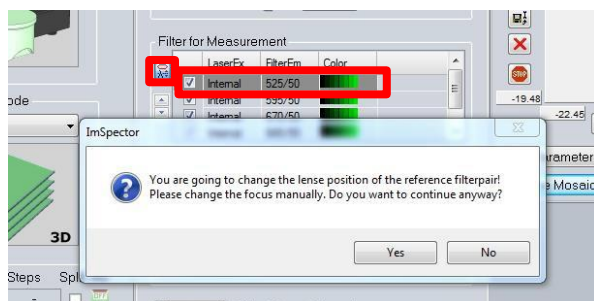 Filter for Measurement
LaserEx FilterEm Color
Internal 525/50
Internal 595/50
Internal 670/50
ode
STOP
-19.48
-22.45
ImSpector
You are going to change the lense position of the reference filterpair!
Please change the focus manually. Do you want to continue anyway?
Yes No
3D
arameter
e Mosaic
Steps Spl